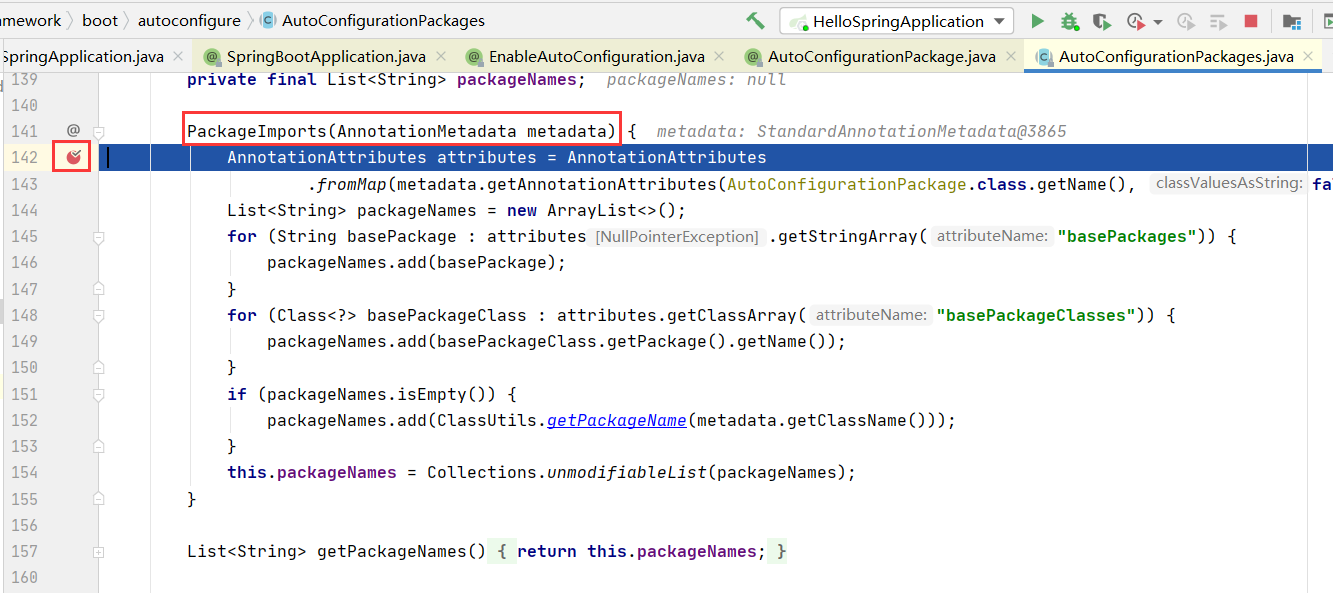 mework boot autoconfigure AutoConfigurationPackages HelloSpringApplication
SpringApplication.java SpringBootApplication.java EnableAutoConfiguration.java AutoConfigurationPackage.java AutoConfigurationPackages.java
139 private final List<String> packageNames; packageNames: null
140
141 @ PackageImports(AnnotationMetadata metadata) { metadata: StandardAnnotationMetadata@3865
142 AnnotationAttributes attributes = AnnotationAttributes
143 .fromMap(metadata.getAnnotationAttributes(AutoConfigurationPackage.class.getName(), classValuesAsString: fa
144 List<String> packageNames = new ArrayList<>();
145 for (String basePackage : attributes [NullPointerException] .getStringArray( attributeName: "basePackages")) {
146 packageNames.add(basePackage);
147 }
148 for (Class<?> basePackageClass : attributes.getClassArray( attributeName: "basePackageClasses")) {
149 packageNames.add(basePackageClass.getPackage().getName());
150 }
151 if (packageNames.isEmpty()) {
152 packageNames.add(ClassUtils.getPackageName(metadata.getClassName()));
153 }
154 this.packageNames = Collections.unmodifiableList(packageNames);
155 }
156
157 List<String> getPackageNames() { return this.packageNames; }
160